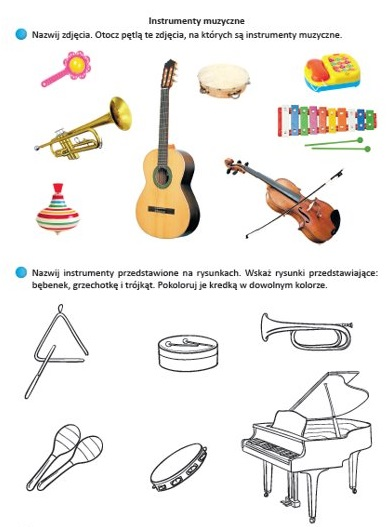 Instrumenty muzyczne
Nazwij zdjęcia. Otocz pętlą te zdjęcia, na których są instrumenty muzyczne.
Nazwij instrumenty przedstawione na rysunkach. Wskaż rysunki przedstawiające:
bębenek, grzechotkę i trójkąt. Pokoloruj je kredką w dowolnym kolorze.